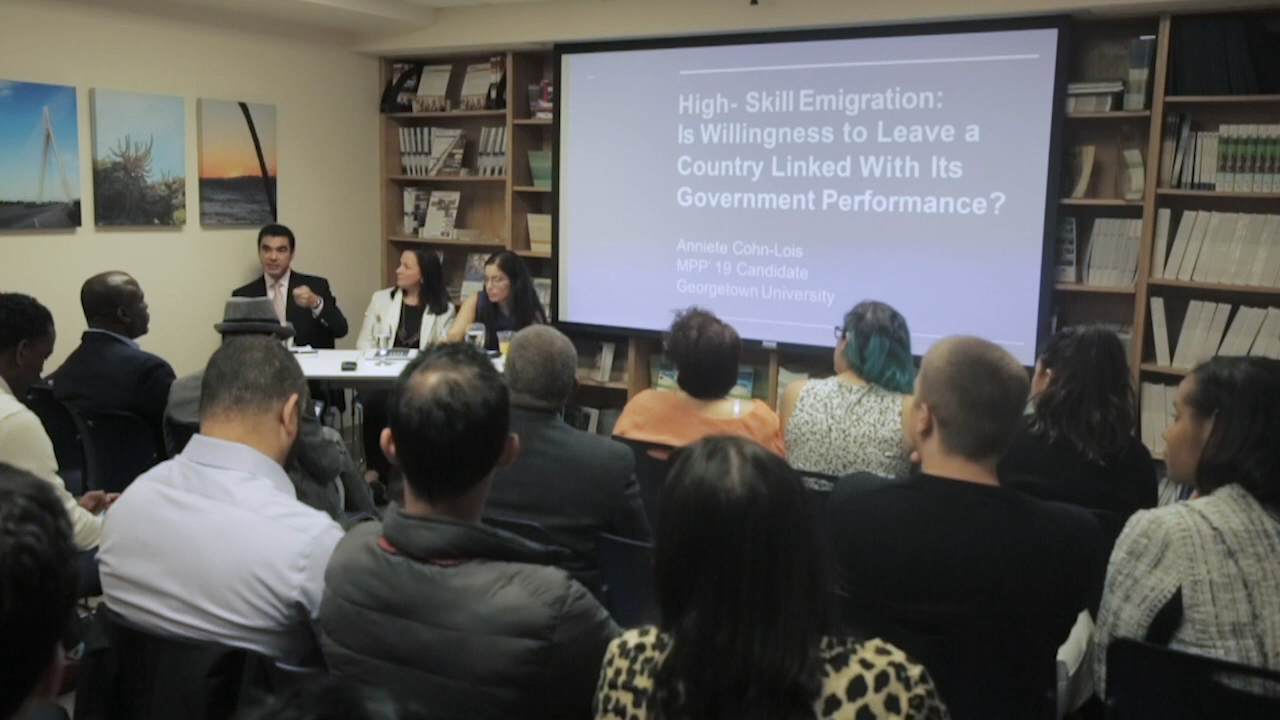 High- Skill Emigration:
Is Willingness to Leave a
Country Linked With Its
Government Performance?
Anniete Cohn-Lois
MPP' 19 Candidate
Georgetown University